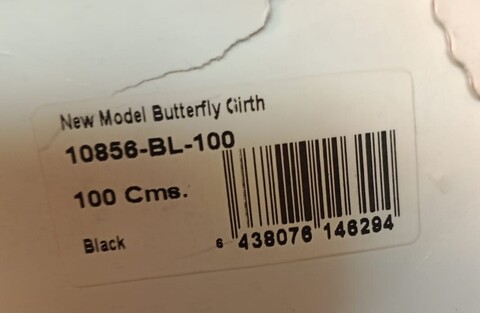 New Model Butterfly Girth
10856-BL-100
100 Cms.
Black
6 438076 146294